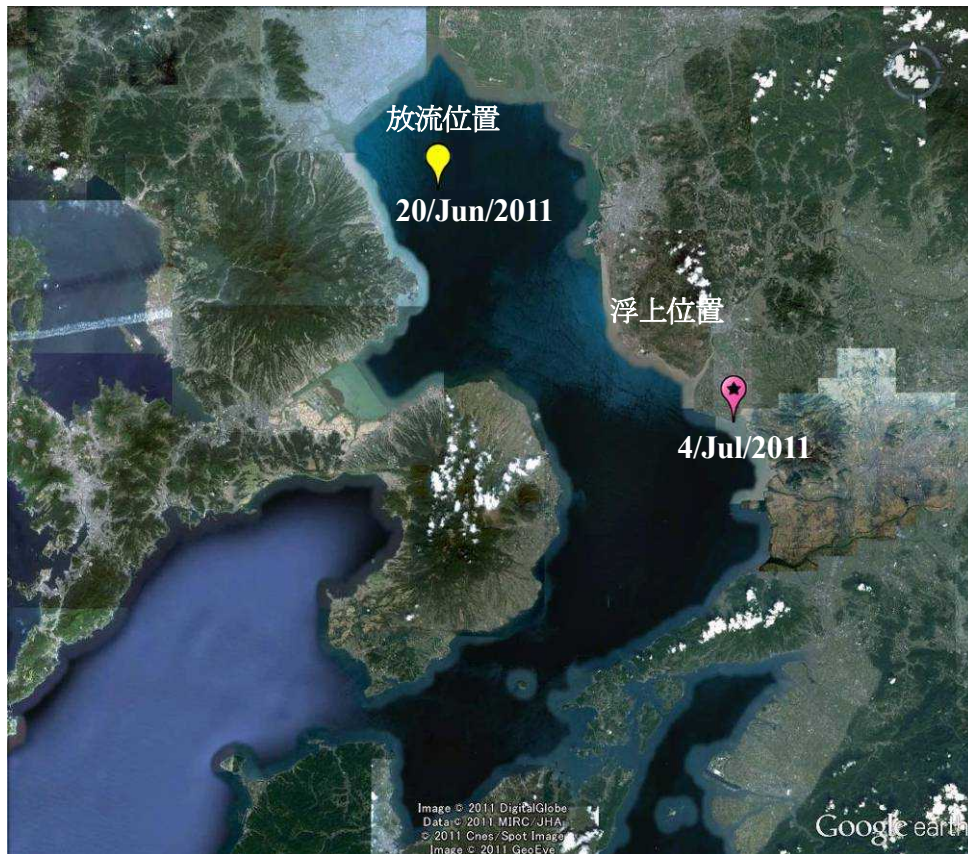 N
放流位置
20/Jun/2011
浮上位置
4/Jul/2011
Image © 2011 DigitalGlobe
Data © 2011 MIRC/JHA
© 2011 Cnes/Spot Image
Image © 2011 GeoEye
Google earth